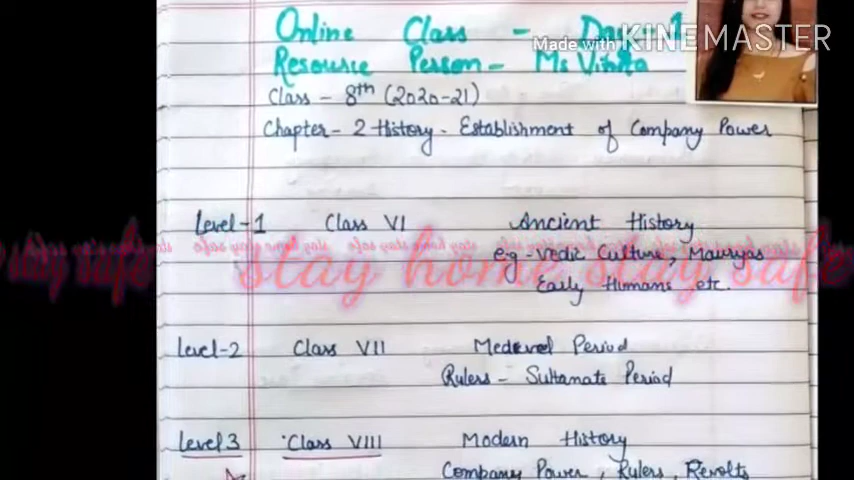 Online Class - Day-1
Made with KINEMASTER
Resource Person - Ms
Class - 8th (2020-21)
Chapter - 2 History - Establishment of Company Power
Level-1 Class VI Ancient History
e.g - Vedic Culture, Mauryas
stay home stay safe
Early Humans etc.
Level-2 Class VII Medieval Period
Rulers - Sultanate Period
Level 3 Class VIII Modern History
Company Power, Rulers, Revolts